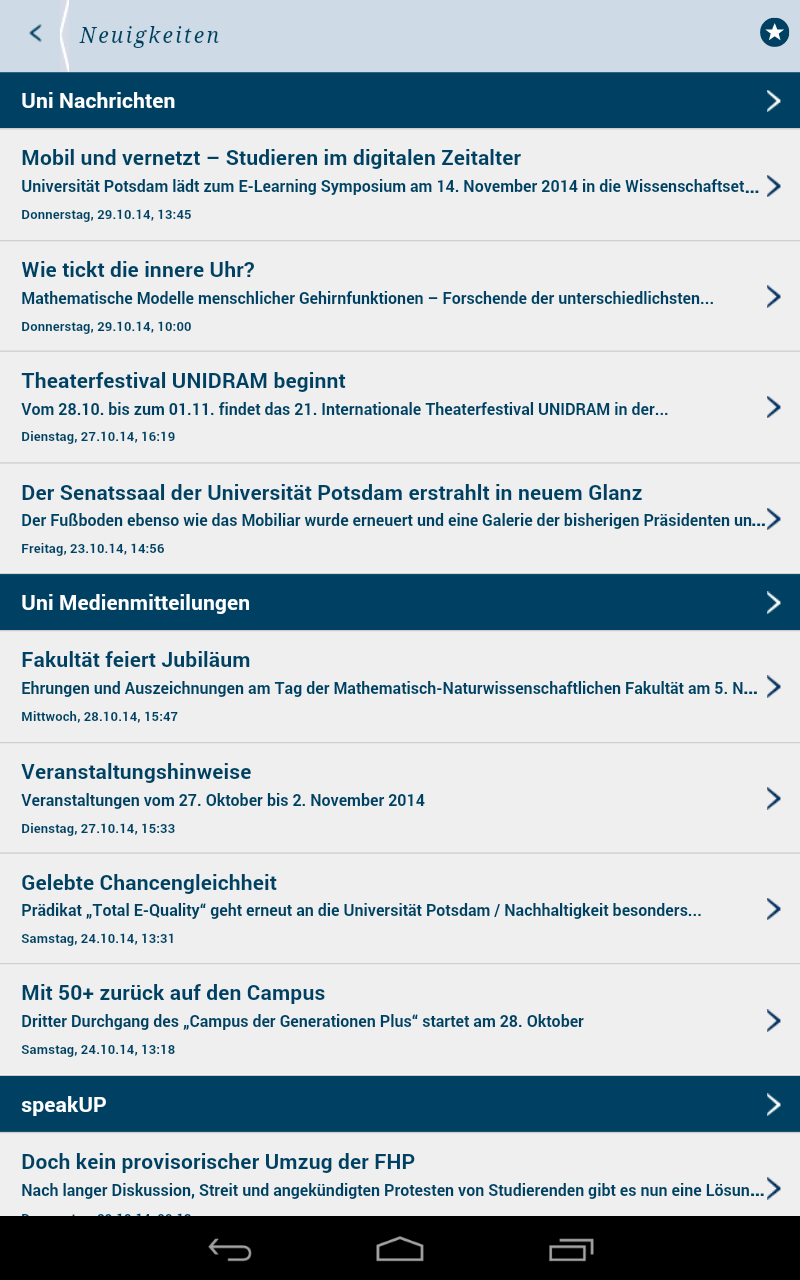 Neuigkeiten
Uni Nachrichten
Mobil und vernetzt – Studieren im digitalen Zeitalter
Universität Potsdam lädt zum E-Learning Symposium am 14. November 2014 in die Wissenschaftset...
Donnerstag, 29.10.14, 13:45
Wie tickt die innere Uhr?
Mathematische Modelle menschlicher Gehirnfunktionen – Forschende der unterschiedlichsten...
Donnerstag, 29.10.14, 10:00
Theaterfestival UNIDRAM beginnt
Vom 28.10. bis zum 01.11. findet das 21. Internationale Theaterfestival UNIDRAM in der...
Dienstag, 27.10.14, 16:19
Der Senatssaal der Universität Potsdam erstrahlt in neuem Glanz
Der Fußboden ebenso wie das Mobiliar wurde erneuert und eine Galerie der bisherigen Präsidenten un...
Freitag, 23.10.14, 14:56
Uni Medienmitteilungen
Fakultät feiert Jubiläum
Ehrungen und Auszeichnungen am Tag der Mathematisch-Naturwissenschaftlichen Fakultät am 5. N...
Mittwoch, 28.10.14, 15:47
Veranstaltungshinweise
Veranstaltungen vom 27. Oktober bis 2. November 2014
Dienstag, 27.10.14, 15:33
Gelebte Chancengleichheit
Prädikat „Total E-Quality“ geht erneut an die Universität Potsdam / Nachhaltigkeit besonders...
Samstag, 24.10.14, 13:31
Mit 50+ zurück auf den Campus
Dritter Durchgang des „Campus der Generationen Plus“ startet am 28. Oktober
Samstag, 24.10.14, 13:18
speakUP
Doch kein provisorischer Umzug der FHP
Nach langer Diskussion, Streit und angekündigten Protesten von Studierenden gibt es nun eine Lösun...